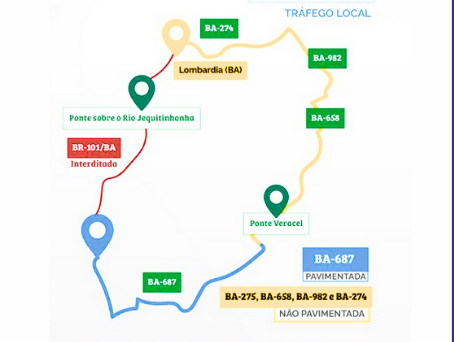 TRÁFEGO LOCAL
BA-274
BA-982
Lombardia (BA)
Ponte sobre o Rio Jequitinhonha
BA-658
BR-101/BA
Interditada
Ponte Veracel
BA-687
BA-687
PAVIMENTADA
BA-275, BA-658, BA-982 e BA-274
NÃO PAVIMENTADA